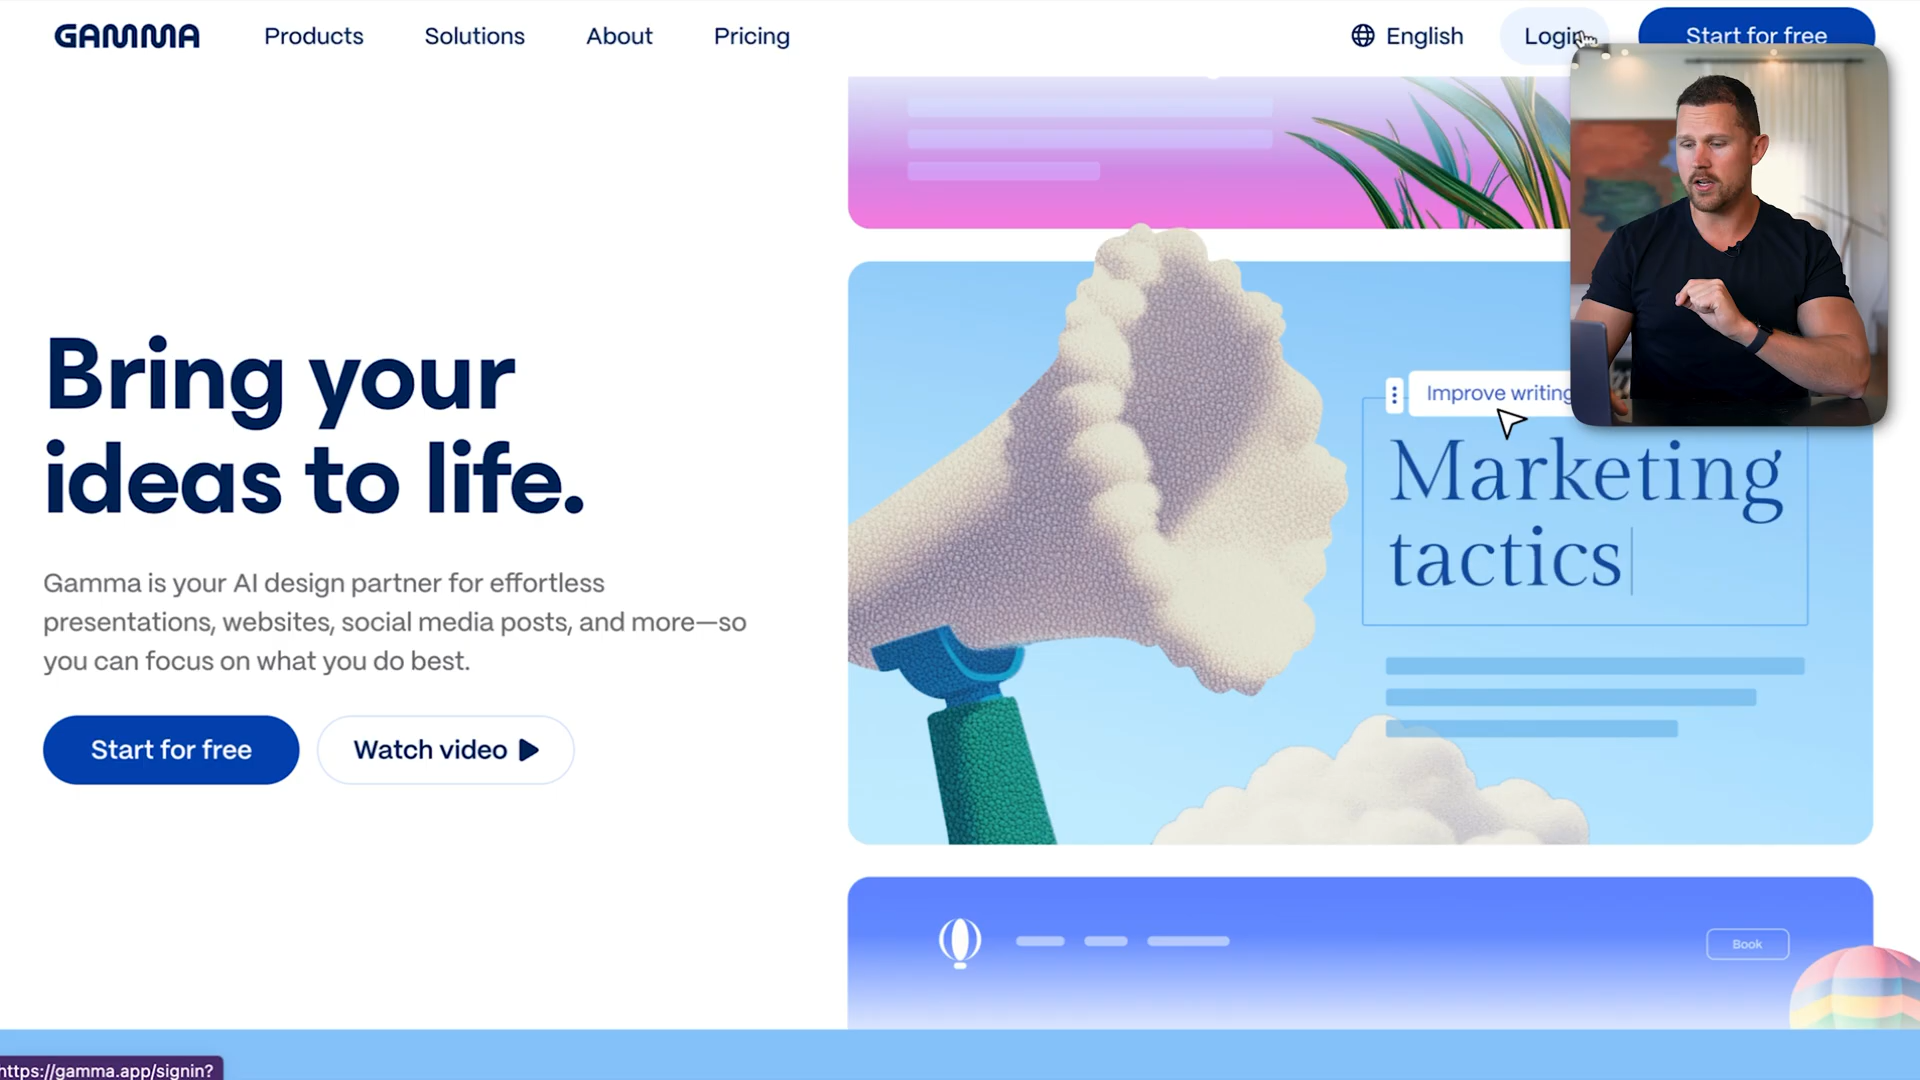 GAMMA Products Solutions About Pricing English Login Start for free
Bring your
ideas to life.
Gamma is your AI design partner for effortless
presentations, websites, social media posts, and more—so
you can focus on what you do best.
Start for free Watch video
Improve writing
Marketing
tactics
Book
https://gamma.app/signin?